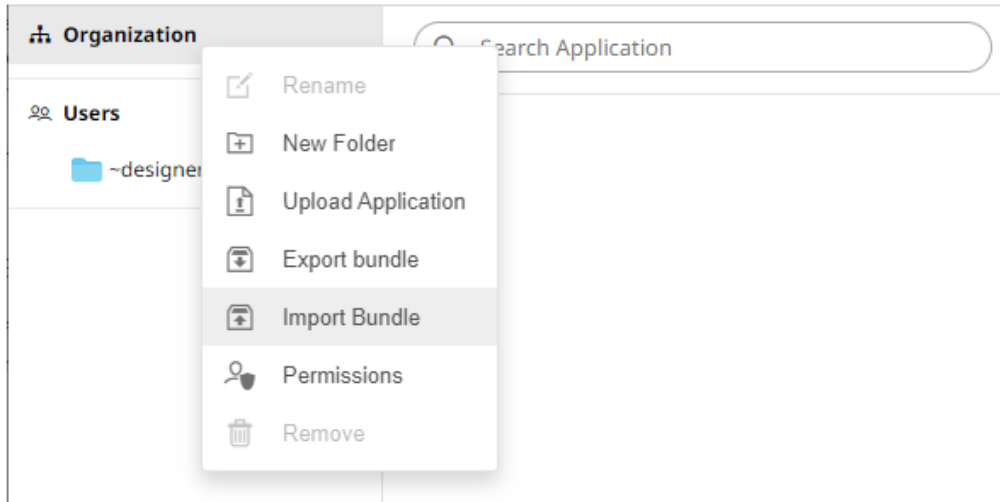 Organization
Search Application
Rename
Users
New Folder
~designer
Upload Application
Export bundle
Import Bundle
Permissions
Remove